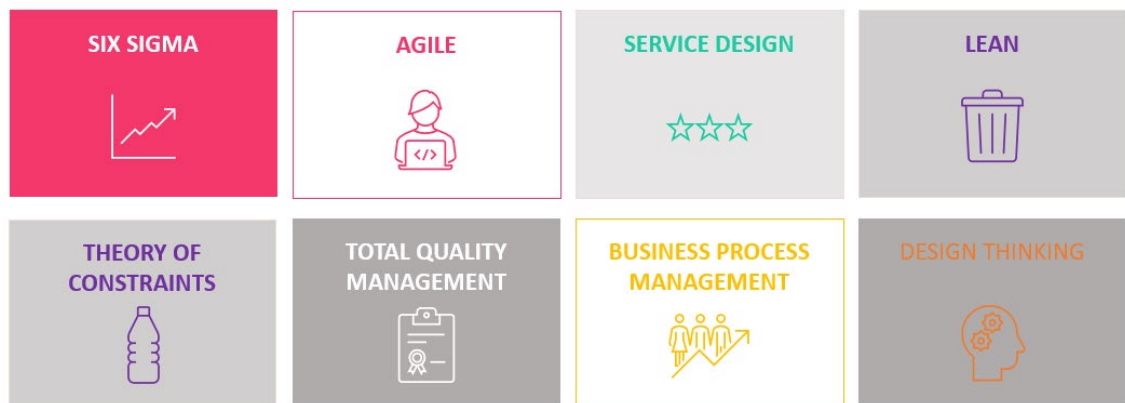 SIX SIGMA
AGILE
</>
SERVICE DESIGN
LEAN
THEORY OF
CONSTRAINTS
TOTAL QUALITY
MANAGEMENT
BUSINESS PROCESS
MANAGEMENT
DESIGN THINKING